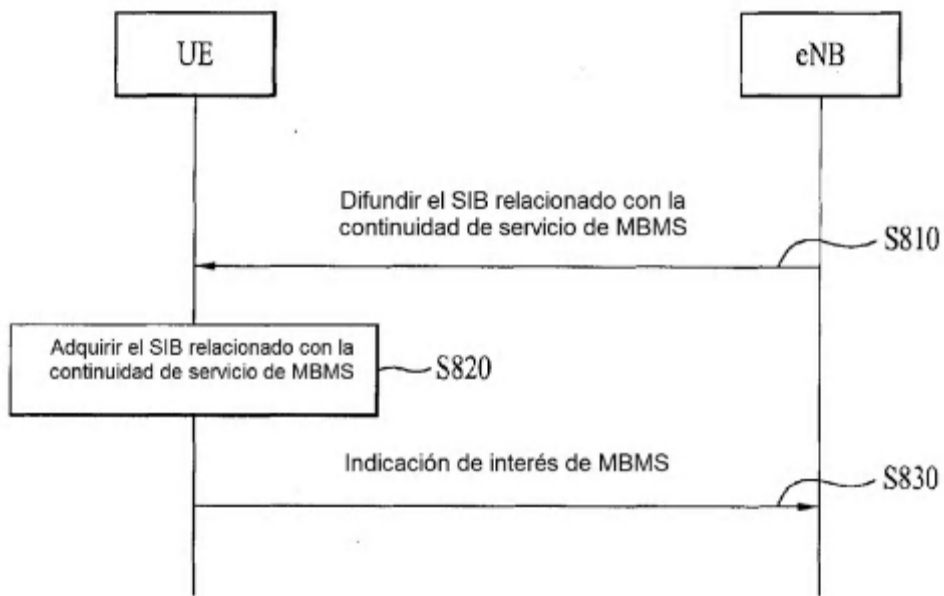 UE
eNB
Difundir el SIB relacionado con la
continuidad de servicio de MBMS
S810
Adquirir el SIB relacionado con la
continuidad de servicio de MBMS
S820
Indicación de interés de MBMS
S830